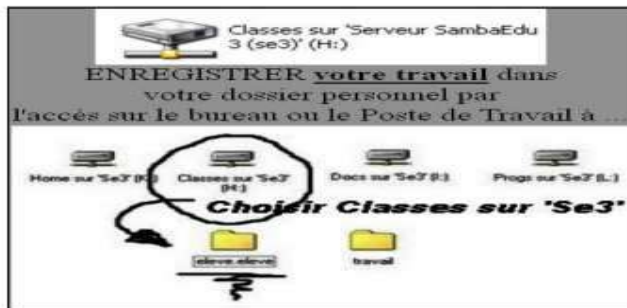 Classes sur 'Serveur SambaEdu
3 (se3)' (H:)
ENREGISTRER votre travail dans
votre dossier personnel par
l'accés sur le bureau ou le Poste de Travail à ...
Home sur 'Se3' (K:)
Classes sur 'Se3'
(H:)
Docs sur 'Se3' (I:)
Progs sur 'Se3' (L:)
Choisir Classes sur 'Se3'
eleve.eleve
travail